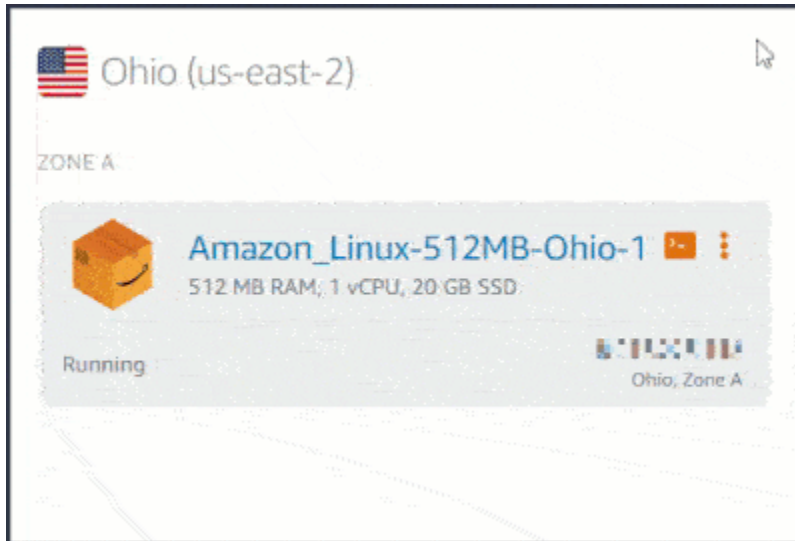 Ohio (us-east-2)
ZONE A
Amazon_Linux-512MB-Ohio-1
512 MB RAM, 1 vCPU, 20 GB SSD
Running
Ohio, Zone A